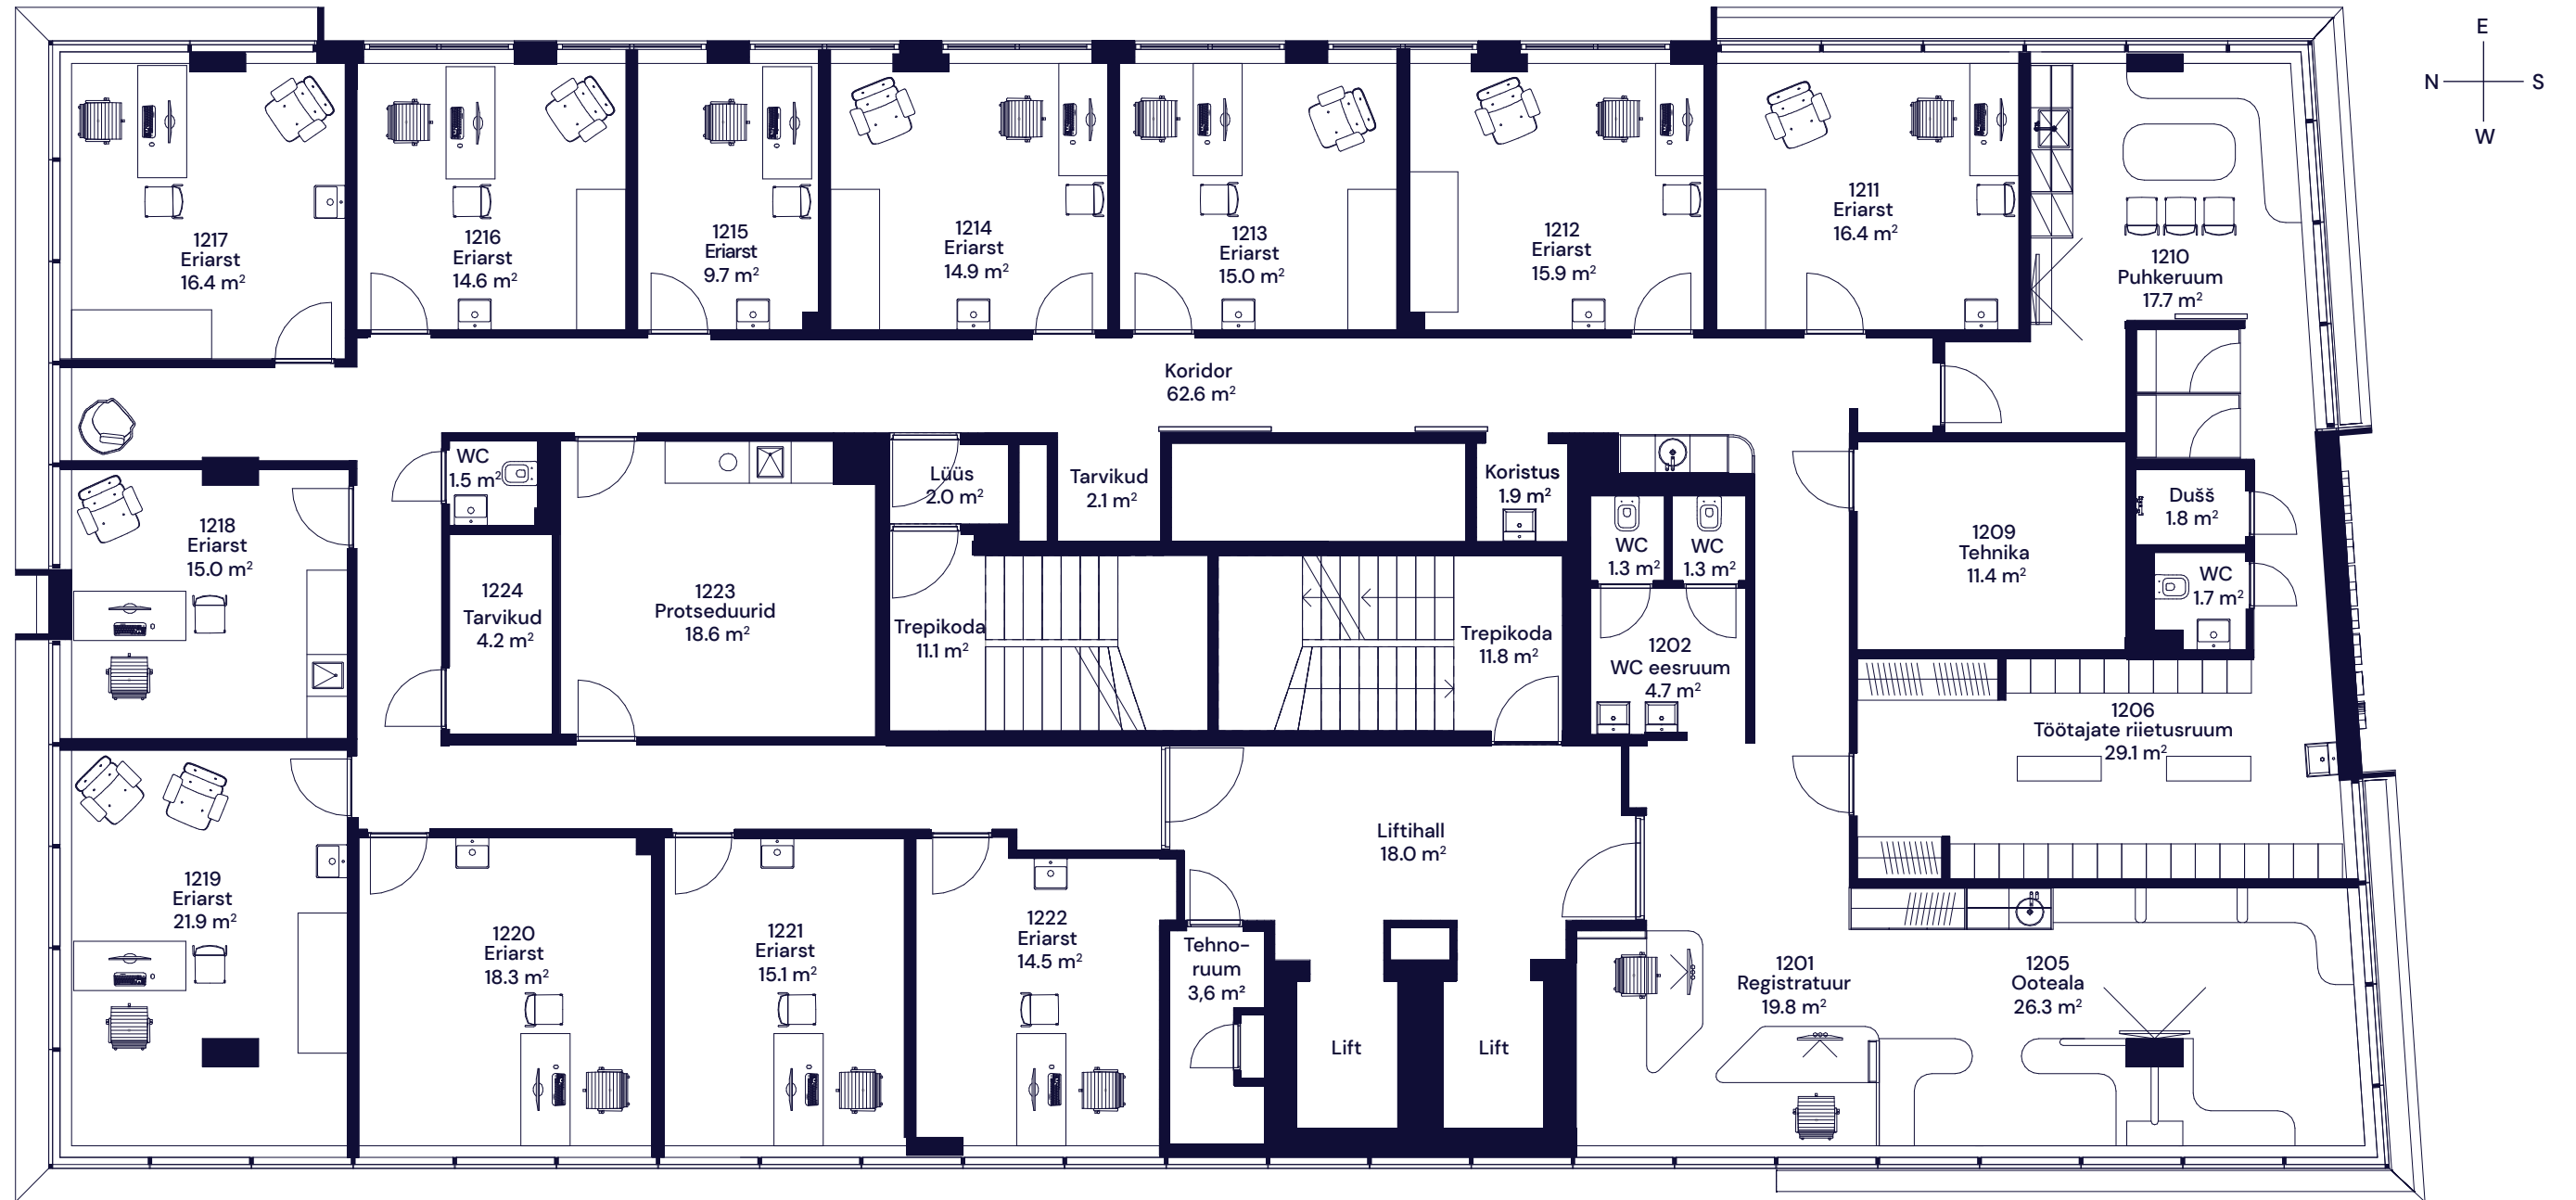 E
N S
W
1217
Eriarst
16.4 m²
1216
Eriarst
14.6 m²
1215
Eriarst
9.7 m²
1214
Eriarst
14.9 m²
1213
Eriarst
15.0 m²
1212
Eriarst
15.9 m²
1211
Eriarst
16.4 m²
1210
Puhkeruum
17.7 m²
Koridor
62.6 m²
WC
1.5 m²
Lüüs
2.0 m²
Tarvikud
2.1 m²
Koristus
1.9 m²
WC
1.3 m²
WC
1.3 m²
1209
Tehnika
11.4 m²
Dušš
1.8 m²
WC
1.7 m²
1218
Eriarst
15.0 m²
1224
Tarvikud
4.2 m²
1223
Protseduurid
18.6 m²
Trepikoda
11.1 m²
Trepikoda
11.8 m²
1202
WC eesruum
4.7 m²
1206
Töötajate riietusruum
29.1 m²
Liftihall
18.0 m²
1219
Eriarst
21.9 m²
1220
Eriarst
18.3 m²
1221
Eriarst
15.1 m²
1222
Eriarst
14.5 m²
Tehno-
ruum
3,6 m²
Lift
Lift
1201
Registratuur
19.8 m²
1205
Ooteala
26.3 m²